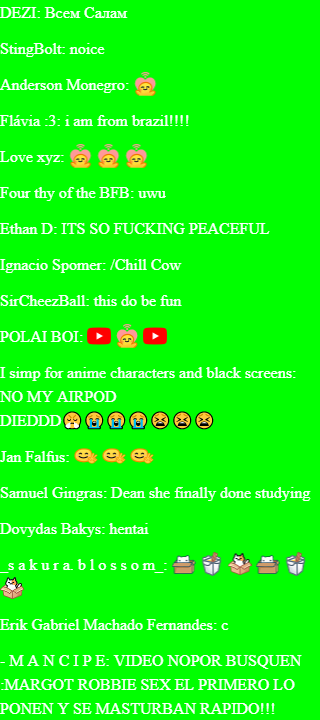 DEZI: Всем Салам
StingBolt: noice
Anderson Monegro:
Flávia :3: i am from brazil!!!!
Love xyz:
Four thy of the BFB: uwu
Ethan D: ITS SO FUCKING PEACEFUL
Ignacio Spomer: /Chill Cow
SirCheezBall: this do be fun
POLAI BOI:
I simp for anime characters and black screens:
NO MY AIRPOD
DIEDDD
Jan Falfus:
Samuel Gingras: Dean she finally done studying
Dovydas Bakys: hentai
_s a k u r a. b l o s s o m_:
Erik Gabriel Machado Fernandes: c
- M A N C I P E: VIDEO NOPOR BUSQUEN
:MARGOT ROBBIE SEX EL PRIMERO LO
PONEN Y SE MASTURBAN RAPIDO!!!